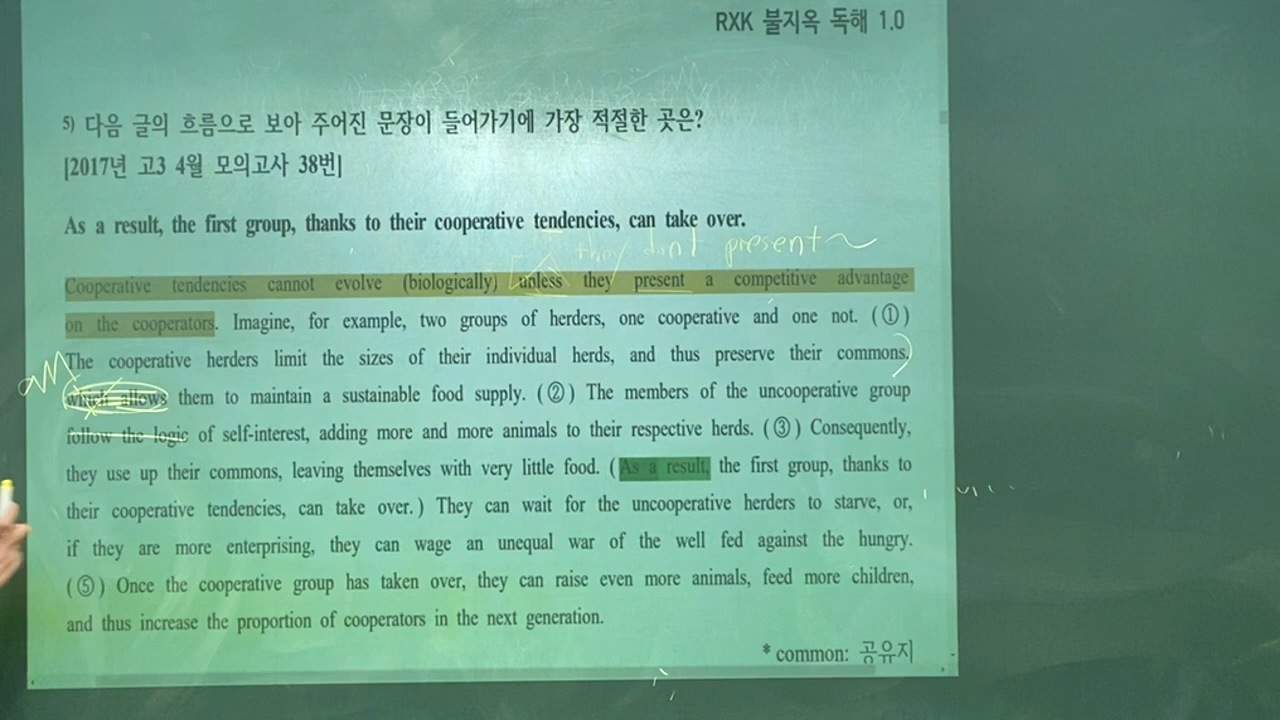 RXK 불지옥 독해 1.0
5) 다음 글의 흐름으로 보아 주어진 문장이 들어가기에 가장 적절한 곳은?
[2017년 고3 4월 모의고사 38번]
As a result, the first group, thanks to their cooperative tendencies, can take over.
they don't present
Cooperative tendencies cannot evolve (biologically) unless they present a competitive advantage
on the cooperators. Imagine, for example, two groups of herders, one cooperative and one not. (①)
The cooperative herders limit the sizes of their individual herds, and thus preserve their commons,
which allows them to maintain a sustainable food supply. (②) The members of the uncooperative group
follow the logic of self-interest, adding more and more animals to their respective herds. (③) Consequently,
they use up their commons, leaving themselves with very little food. (As a result, the first group, thanks to
their cooperative tendencies, can take over.) They can wait for the uncooperative herders to starve, or,
if they are more enterprising, they can wage an unequal war of the well fed against the hungry.
(⑤) Once the cooperative group has taken over, they can raise even more animals, feed more children,
and thus increase the proportion of cooperators in the next generation.
* common: 공유지